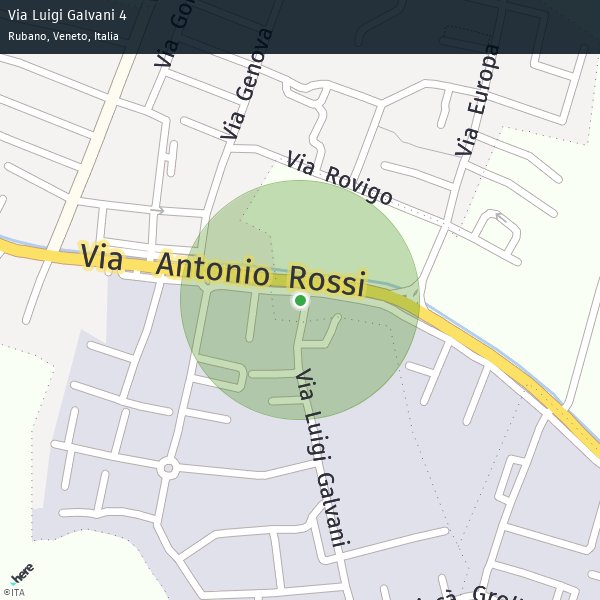 Via Luigi Galvani 4
Rubano, Veneto, Italia
Via Genova
Via Europa
Via Rovigo
Via Antonio Rossi
Via Luigi Galvani
here
©ITA